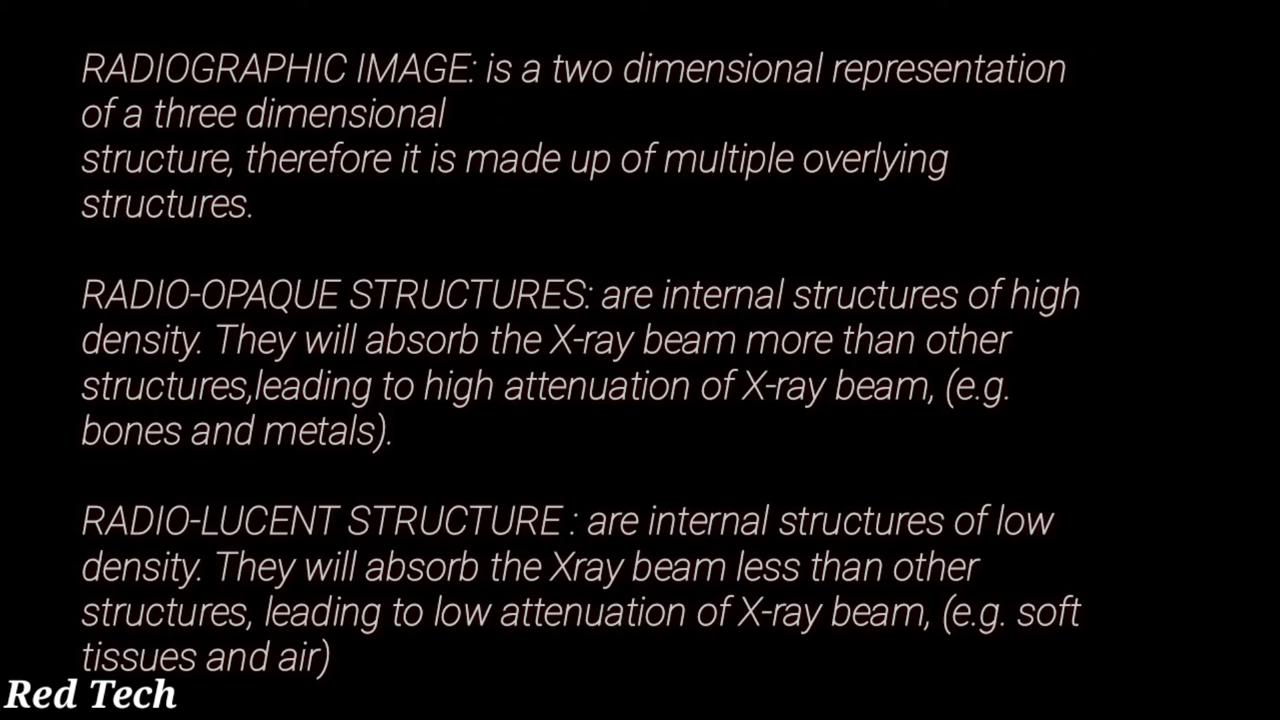 RADIOGRAPHIC IMAGE: is a two dimensional representation
of a three dimensional
structure, therefore it is made up of multiple overlying
structures.
RADIO-OPAQUE STRUCTURES: are internal structures of high
density. They will absorb the X-ray beam more than other
structures,leading to high attenuation of X-ray beam, (e.g.
bones and metals).
RADIO-LUCENT STRUCTURE : are internal structures of low
density. They will absorb the Xray beam less than other
structures, leading to low attenuation of X-ray beam, (e.g. soft
tissues and air)
Red Tech